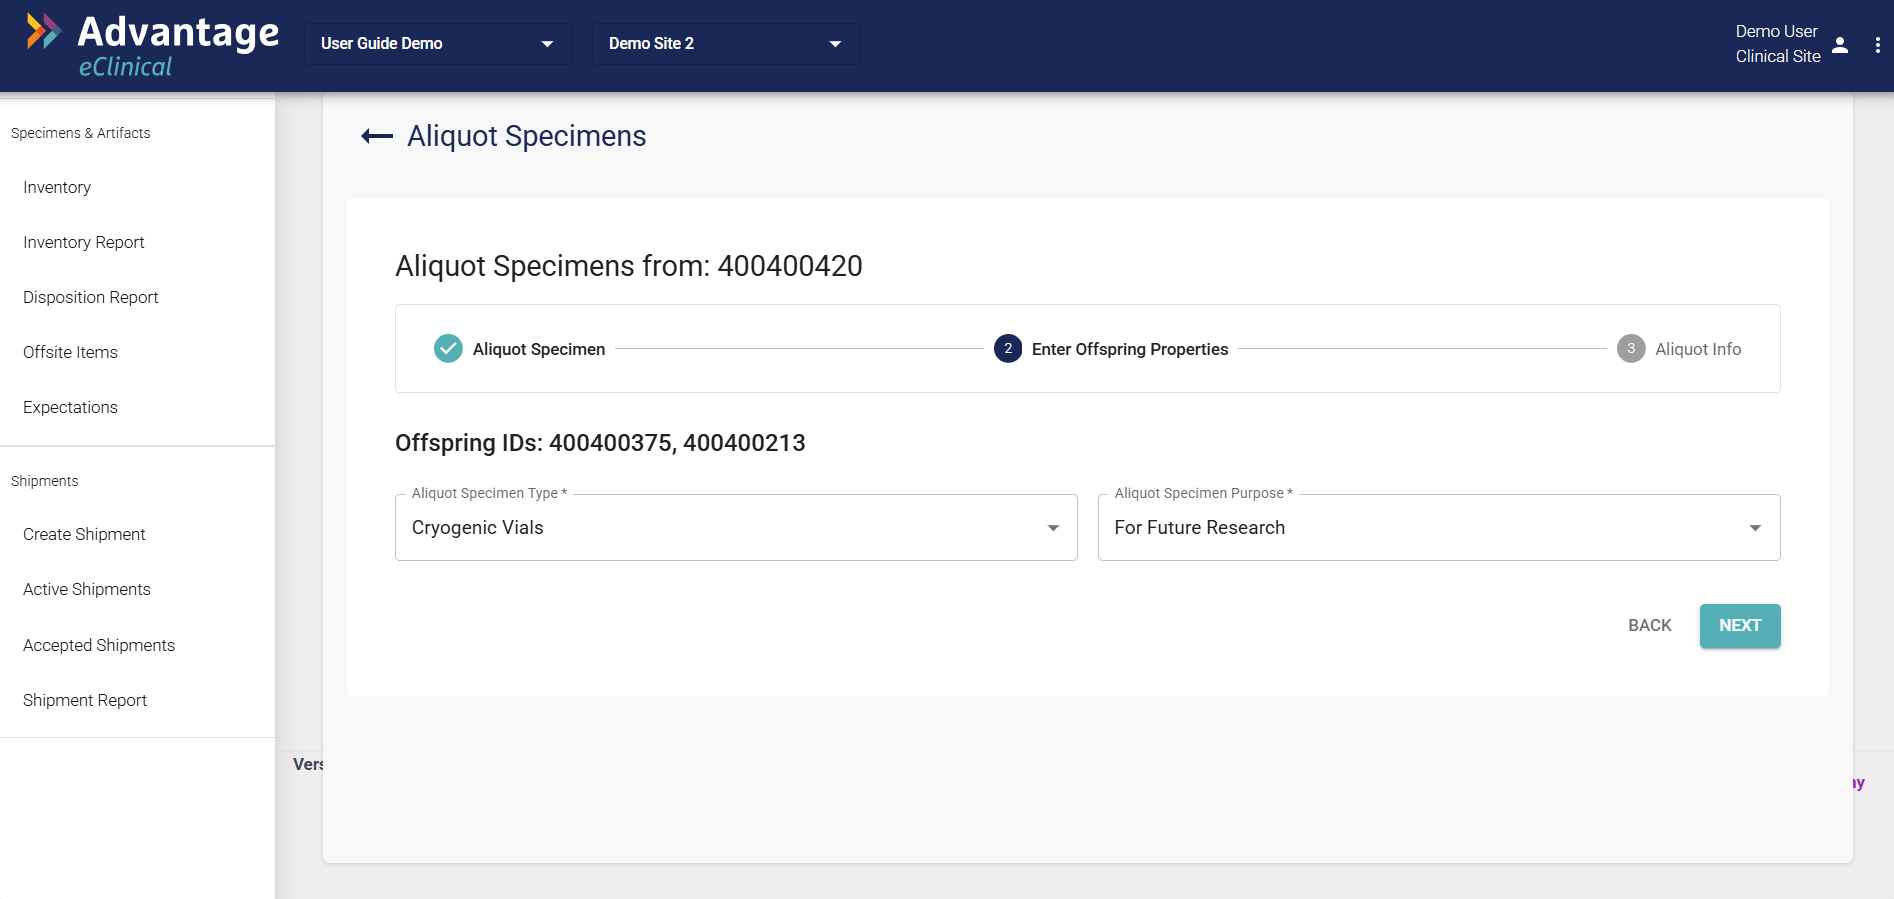 Advantage
eClinical
User Guide Demo
Demo Site 2
Demo User
Clinical Site
Specimens & Artifacts
Inventory
Inventory Report
Disposition Report
Offsite Items
Expectations
Shipments
Create Shipment
Active Shipments
Accepted Shipments
Shipment Report
Aliquot Specimens
Aliquot Specimens from: 400400420
Aliquot Specimen
2 Enter Offspring Properties
3 Aliquot Info
Offspring IDs: 400400375, 400400213
Aliquot Specimen Type *
Cryogenic Vials
Aliquot Specimen Purpose *
For Future Research
BACK
NEXT
Vers